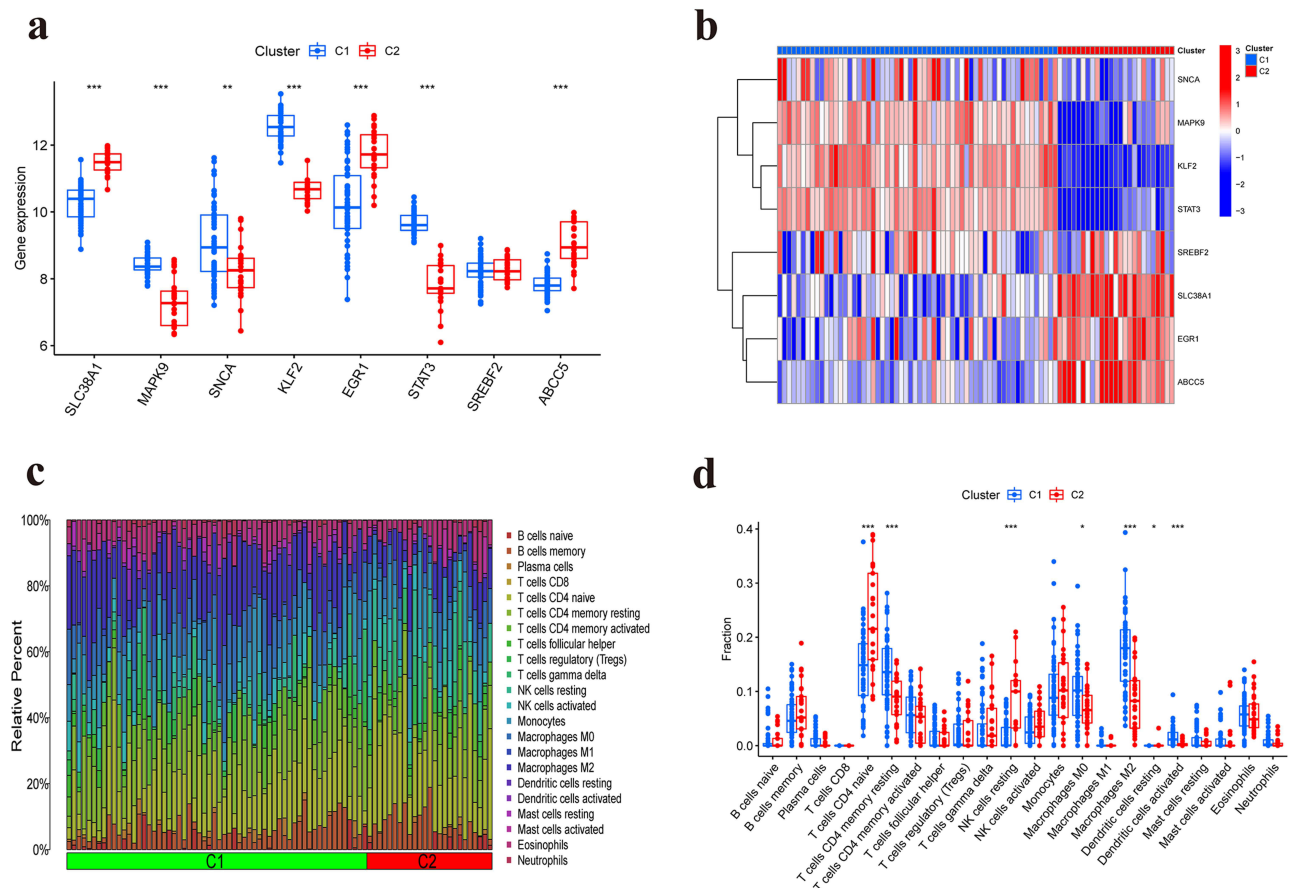 a
Cluster C1 C2
*** *** ** *** *** *** ***
Gene expression
12
10
8
6
SLC38A1
MAPK9
SNCA
KLF2
EGR1
STAT3
SREBF2
ABCC5
b
Cluster
SNCA
MAPK9
KLF2
STAT3
SREBF2
SLC38A1
EGR1
ABCC5
3
2
1
0
−1
−2
−3
Cluster
C1
C2
c
Relative Percent
100%
80%
60%
40%
20%
0%
C1 C2
B cells naive
B cells memory
Plasma cells
T cells CD8
T cells CD4 naive
T cells CD4 memory resting
T cells CD4 memory activated
T cells follicular helper
T cells regulatory (Tregs)
T cells gamma delta
NK cells resting
NK cells activated
Monocytes
Macrophages M0
Macrophages M1
Macrophages M2
Dendritic cells resting
Dendritic cells activated
Mast cells resting
Mast cells activated
Eosinophils
Neutrophils
d
Cluster C1 C2
*** *** *** * *** * ***
Fraction
0.4
0.3
0.2
0.1
0.0
B cells naive
B cells memory
Plasma cells
T cells CD8
T cells CD4 naive
T cells CD4 memory resting
T cells CD4 memory activated
T cells follicular helper
T cells regulatory (Tregs)
T cells gamma delta
NK cells resting
NK cells activated
Monocytes
Macrophages M0
Macrophages M1
Macrophages M2
Dendritic cells resting
Dendritic cells activated
Mast cells resting
Mast cells activated
Eosinophils
Neutrophils